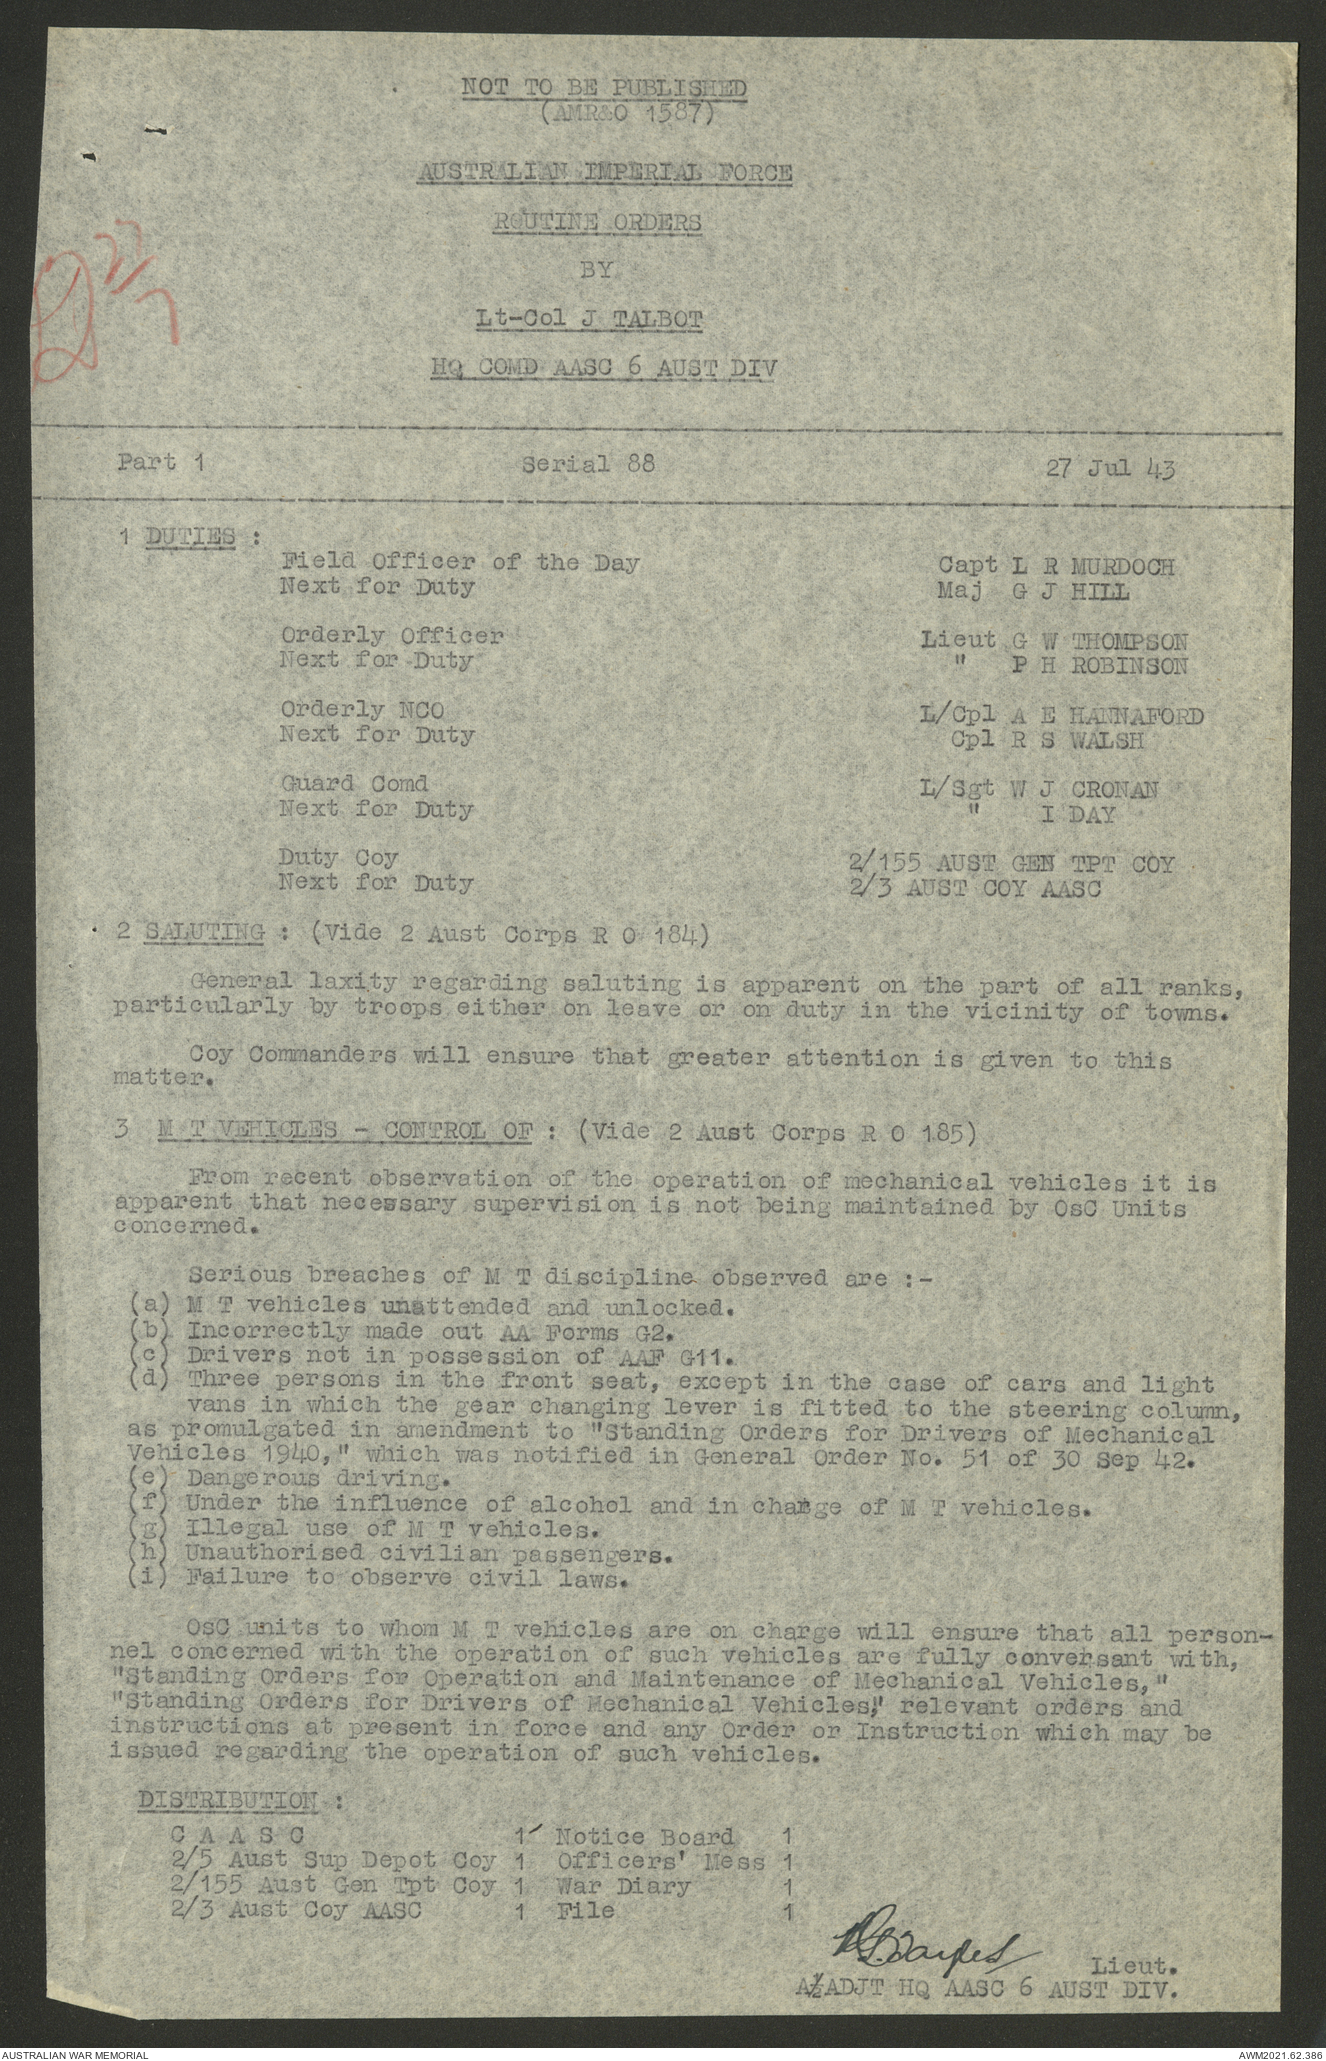 NOT TO BE PUBLISHED
(AMR&O 1587)
AUSTRALIAN IMPERIAL FORCE
ROUTINE ORDERS
BY
Lt-Col J TALBOT
HQ COMD AASC 6 AUST DIV
Part 1 Serial 88 27 Jul 43
1 DUTIES :
Field Officer of the Day Capt L R MURDOCH
Next for Duty Maj G J HILL
Orderly Officer Lieut G W THOMPSON
Next for Duty " P H ROBINSON
Orderly NCO L/Cpl A E HANNAFORD
Next for Duty Cpl R S WALSH
Guard Comd L/Sgt W J CRONAN
Next for Duty " I DAY
Duty Coy 2/155 AUST GEN TPT COY
Next for Duty 2/3 AUST COY AASC
2 SALUTING : (Vide 2 Aust Corps R O 184)
General laxity regarding saluting is apparent on the part of all ranks,
particularly by troops either on leave or on duty in the vicinity of towns.
Coy Commanders will ensure that greater attention is given to this
matter.
3 M T VEHICLES - CONTROL OF : (Vide 2 Aust Corps R O 185)
From recent observation of the operation of mechanical vehicles it is
apparent that necessary supervision is not being maintained by OsC Units
concerned.
Serious breaches of M T discipline observed are :-
(a) M T vehicles unattended and unlocked.
(b) Incorrectly made out AA Forms G2.
(c) Drivers not in possession of AAF G11.
(d) Three persons in the front seat, except in the case of cars and light
vans in which the gear changing lever is fitted to the steering column,
as promulgated in amendment to "Standing Orders for Drivers of Mechanical
Vehicles 1940," which was notified in General Order No. 51 of 30 Sep 42.
(e) Dangerous driving.
(f) Under the influence of alcohol and in charge of M T vehicles.
(g) Illegal use of M T vehicles.
(h) Unauthorised civilian passengers.
(i) Failure to observe civil laws.
OsC units to whom M T vehicles are on charge will ensure that all person-
nel concerned with the operation of such vehicles are fully conversant with,
"Standing Orders for Operation and Maintenance of Mechanical Vehicles,"
"Standing Orders for Drivers of Mechanical Vehicles," relevant orders and
instructions at present in force and any Order or Instruction which may be
issued regarding the operation of such vehicles.
DISTRIBUTION :
C A A S C 1 Notice Board 1
2/5 Aust Sup Depot Coy 1 Officers' Mess 1
2/155 Aust Gen Tpt Coy 1 War Diary 1
2/3 Aust Coy AASC 1 File 1
Lieut.
A/ADJT HQ AASC 6 AUST DIV.
AUSTRALIAN WAR MEMORIAL AWM2021.62.386